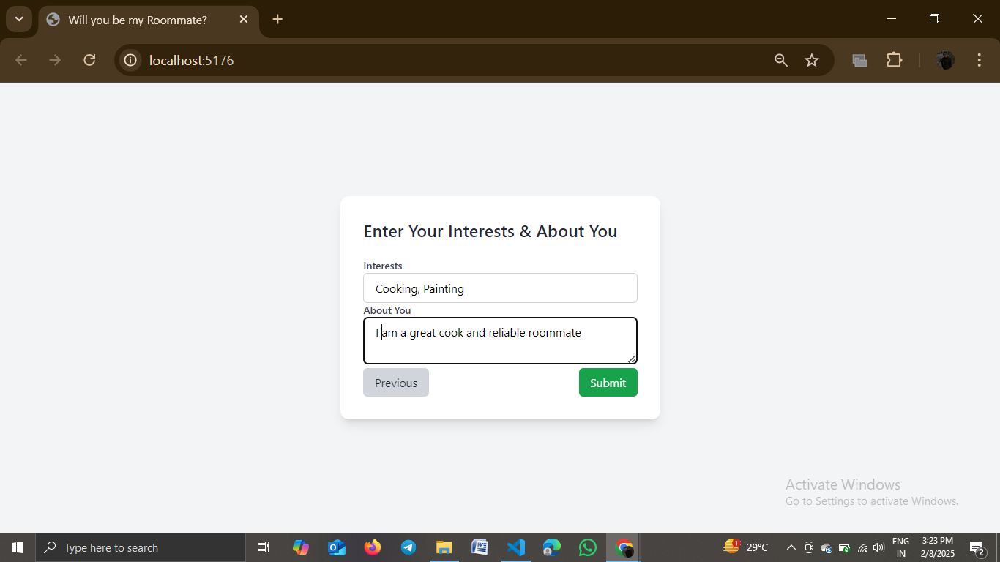 Will you be my Roommate?
localhost:5176
Enter Your Interests & About You
Interests
Cooking, Painting
About You
I am a great cook and reliable roommate
Previous
Submit
Activate Windows
Go to Settings to activate Windows.
Type here to search
1
29°C
ENG
IN
3:23 PM
2/8/2025
2